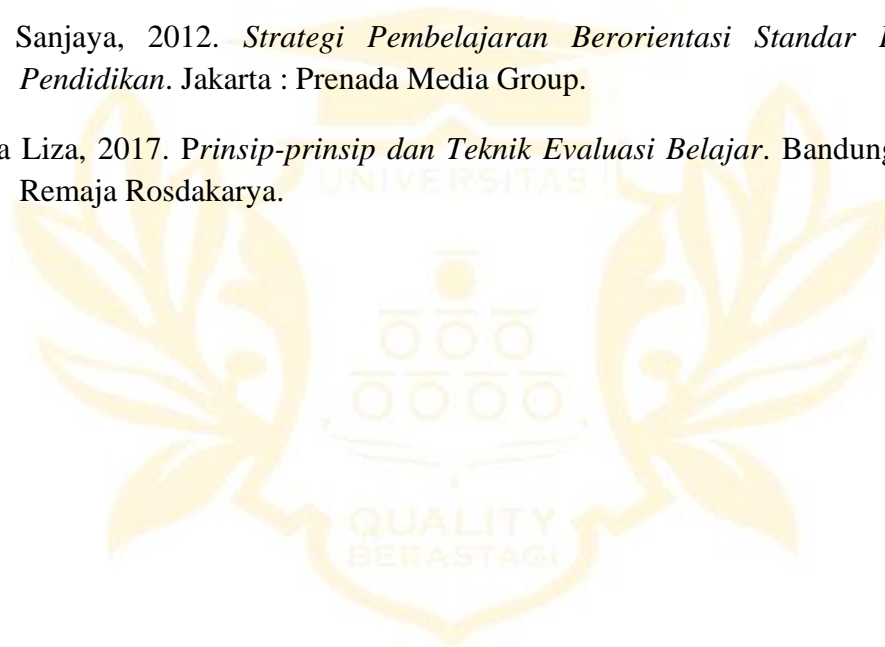 Sanjaya, 2012. Strategi Pembelajaran Berorientasi Standar
Pendidikan. Jakarta : Prenada Media Group.
a Liza, 2017. Prinsip-prinsip dan Teknik Evaluasi Belajar. Bandung
Remaja Rosdakarya.
UNIVERSITAS
QUALITY
BERASTAGI